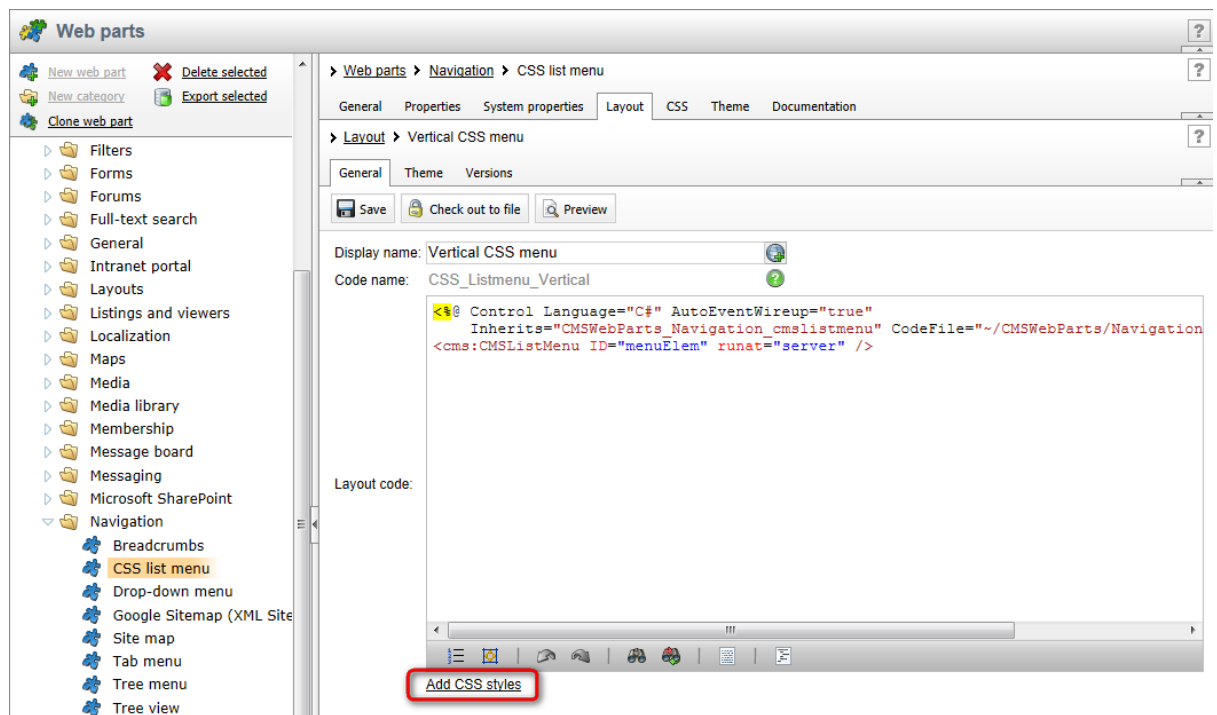 Web parts
?
New web part Delete selected
New category Export selected
Clone web part
Filters
Forms
Forums
Full-text search
General
Intranet portal
Layouts
Listings and viewers
Localization
Maps
Media
Media library
Membership
Message board
Messaging
Microsoft SharePoint
Navigation
Breadcrumbs
CSS list menu
Drop-down menu
Google Sitemap (XML Site
Site map
Tab menu
Tree menu
Tree view
> Web parts > Navigation > CSS list menu
?
General Properties System properties Layout CSS Theme Documentation
> Layout > Vertical CSS menu
?
General Theme Versions
Save Check out to file Preview
Display name: Vertical CSS menu
Code name: CSS_Listmenu_Vertical
?
<%@ Control Language="C#" AutoEventWireup="true"
Inherits="CMSWebParts_Navigation_cmslistmenu" CodeFile="~/CMSWebParts/Navigation
<cms:CMSListMenu ID="menuElem" runat="server" />
Layout code:
Add CSS styles